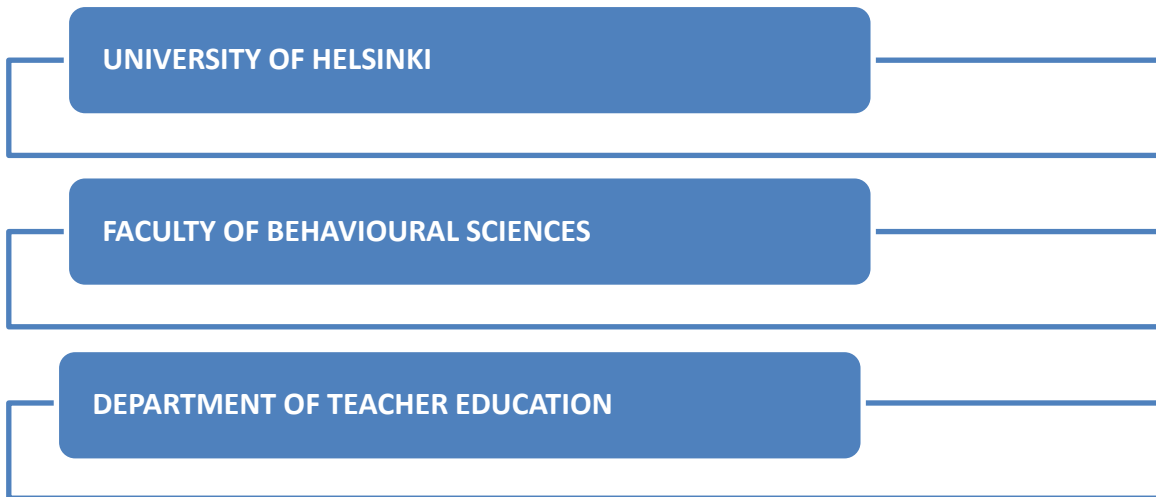 UNIVERSITY OF HELSINKI
FACULTY OF BEHAVIOURAL SCIENCES
DEPARTMENT OF TEACHER EDUCATION